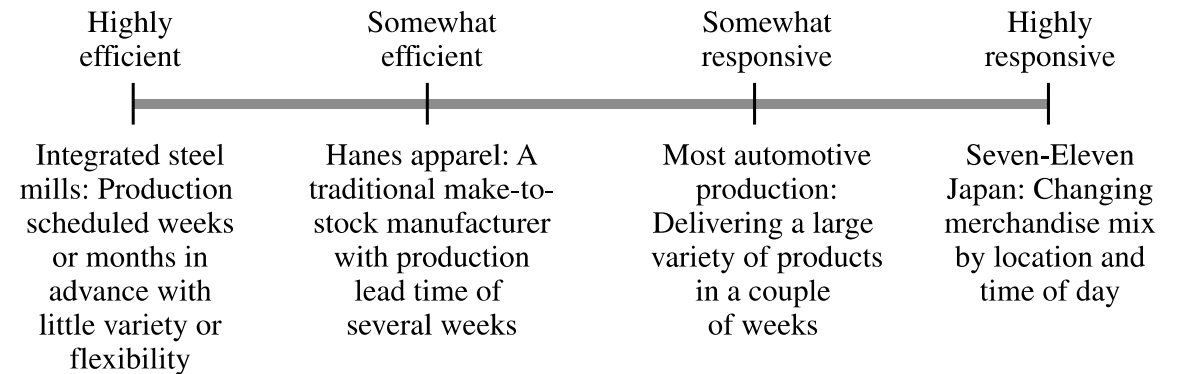 Highly
efficient
Somewhat
efficient
Somewhat
responsive
Highly
responsive
Integrated steel
mills: Production
scheduled weeks
or months in
advance with
little variety or
flexibility
Hanes apparel: A
traditional make-to-
stock manufacturer
with production
lead time of
several weeks
Most automotive
production:
Delivering a large
variety of products
in a couple
of weeks
Seven-Eleven
Japan: Changing
merchandise mix
by location and
time of day